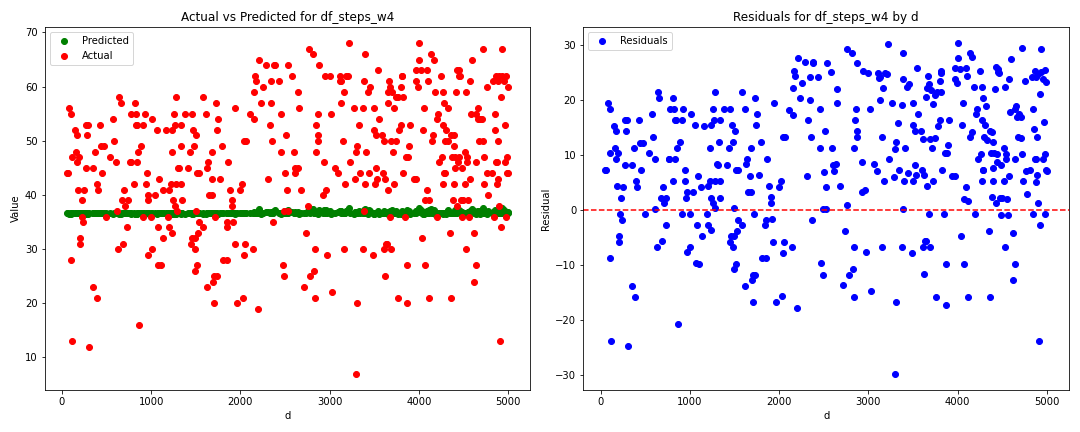 Actual vs Predicted for df_steps_w4
Predicted
Actual
Value
70
60
50
40
30
20
10
0
1000
2000
3000
4000
5000
d
Residuals for df_steps_w4 by d
Residuals
Residual
30
20
10
0
−10
−20
−30
0
1000
2000
3000
4000
5000
d